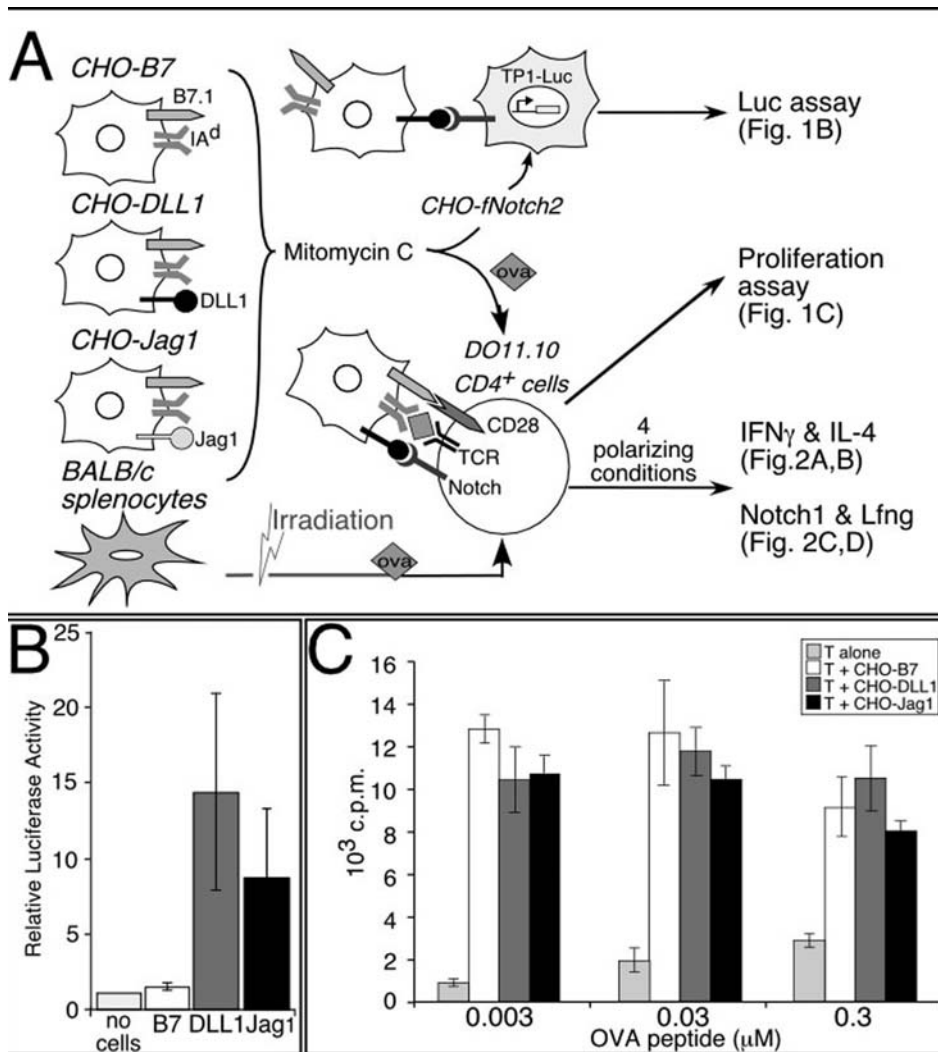 A
CHO-B7
B7.1
IAd
CHO-DLL1
DLL1
CHO-Jag1
Jag1
BALB/c
splenocytes
Mitomycin C
TP1-Luc
CHO-fNotch2
ova
DO11.10
CD4+ cells
CD28
TCR
Notch
Irradiation
ova
4
polarizing
conditions
Luc assay
(Fig. 1B)
Proliferation
assay
(Fig. 1C)
IFNγ & IL-4
(Fig.2A,B)
Notch1 & Lfng
(Fig. 2C,D)
B
Relative Luciferase Activity
25
20
15
10
5
0
no
cells
B7
DLL1
Jag1
C
103 c.p.m.
16
14
12
10
8
6
4
2
0
T alone
T + CHO-B7
T + CHO-DLL1
T + CHO-Jag1
0.003
0.03
0.3
OVA peptide (μM)